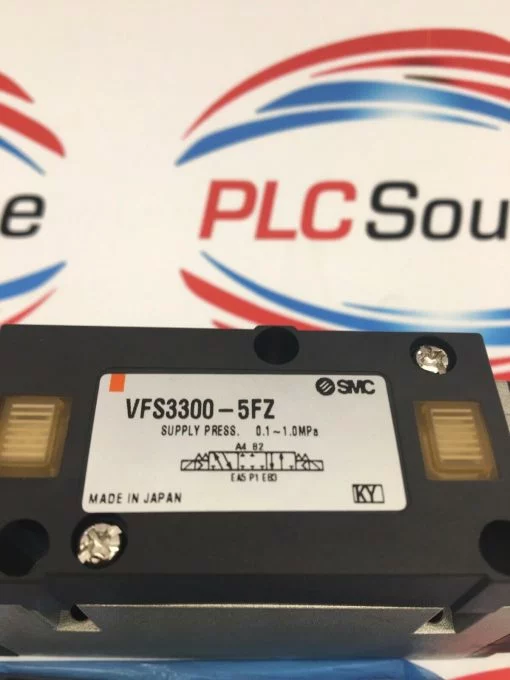 e
PLC Sou
SMC
VFS3300-5FZ
SUPPLY PRESS. 0.1~1.0MPa
A4 B2
EA5 P1 EB3
MADE IN JAPAN
KY